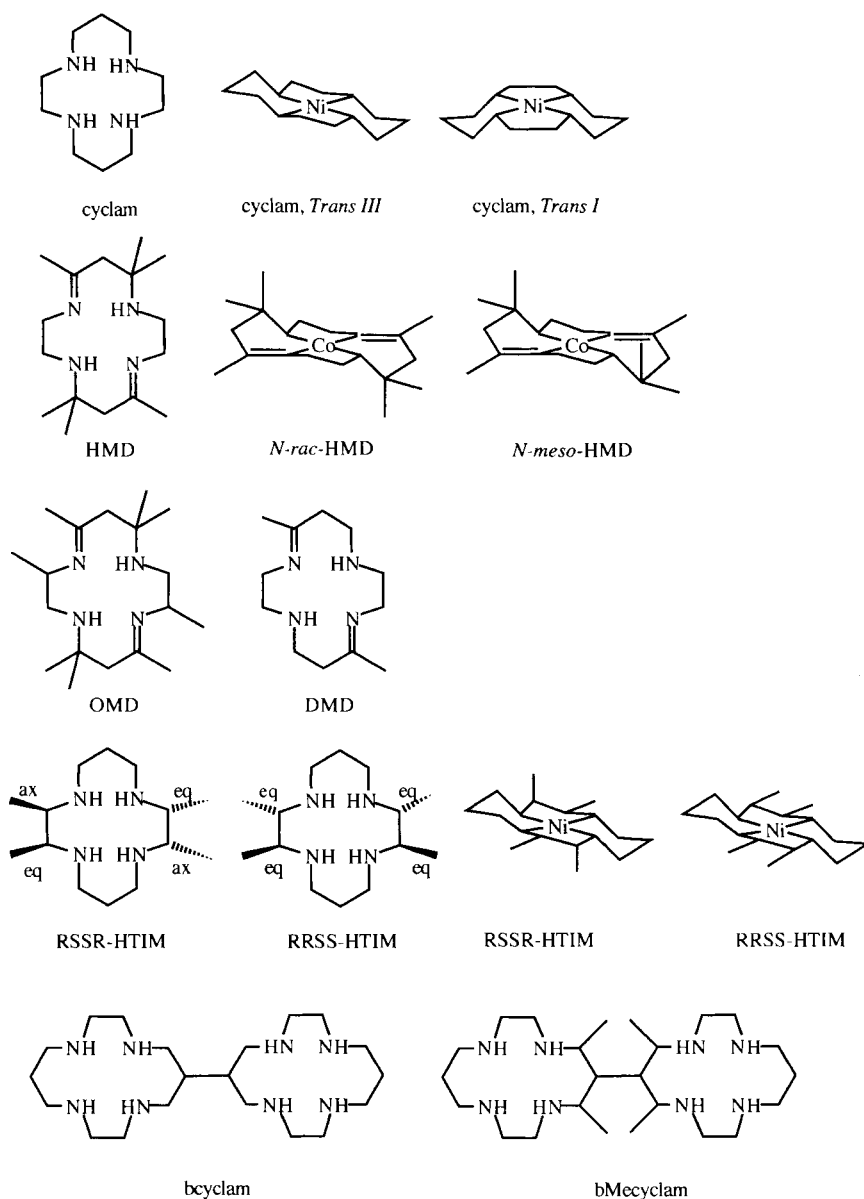 NH HN
Ni
Ni
NH HN
cyclam
cyclam, Trans III
cyclam, Trans I
N HN
Co
Co
NH N
HMD
N-rac-HMD
N-meso-HMD
N HN
N HN
NH N
NH N
OMD
DMD
ax NH HN eq
eq NH HN eq
Ni
Ni
eq NH HN ax
eq NH HN eq
RSSR-HTIM
RRSS-HTIM
RSSR-HTIM
RRSS-HTIM
NH NH HN NH
NH HN HN NH
NH HN NH HN
NH HN NH HN
bcyclam
bMecyclam